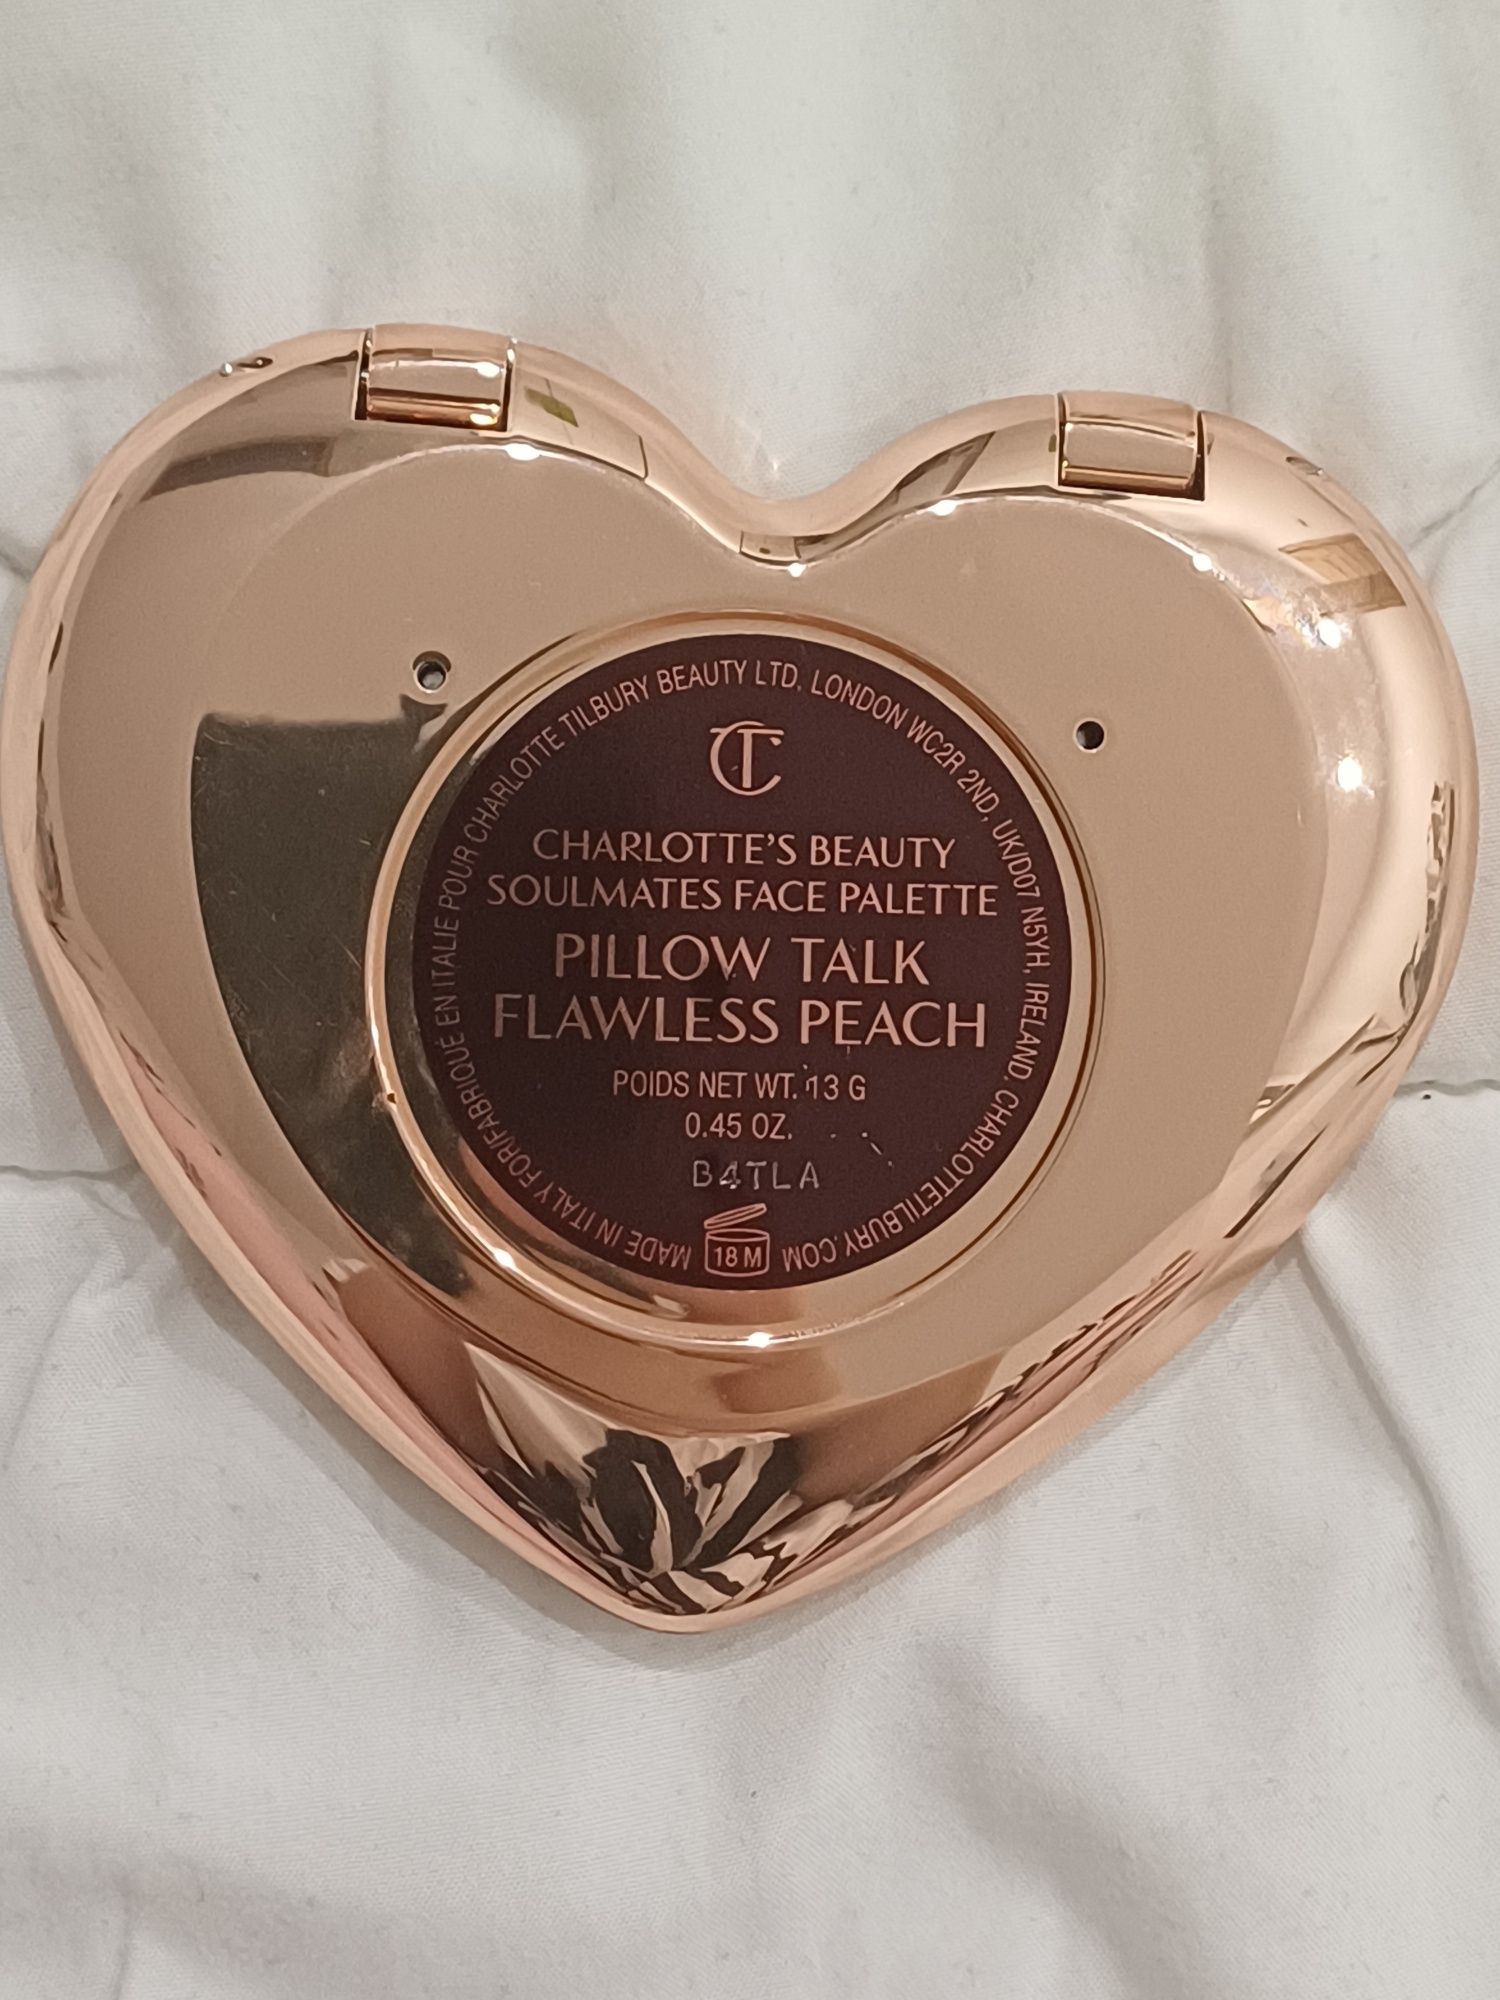 CT
CHARLOTTE'S BEAUTY
SOULMATES FACE PALETTE
PILLOW TALK
FLAWLESS PEACH
POIDS NET WT. 13 G
0.45 OZ.
B4TLA
18 M
MADE IN ITALY FOR/FABRIQUÉ EN ITALIE POUR CHARLOTTE TILBURY BEAUTY LTD, LONDON WC2R 2ND, UK/D07 N5YH, IRELAND. CHARLOTTETILBURY.COM